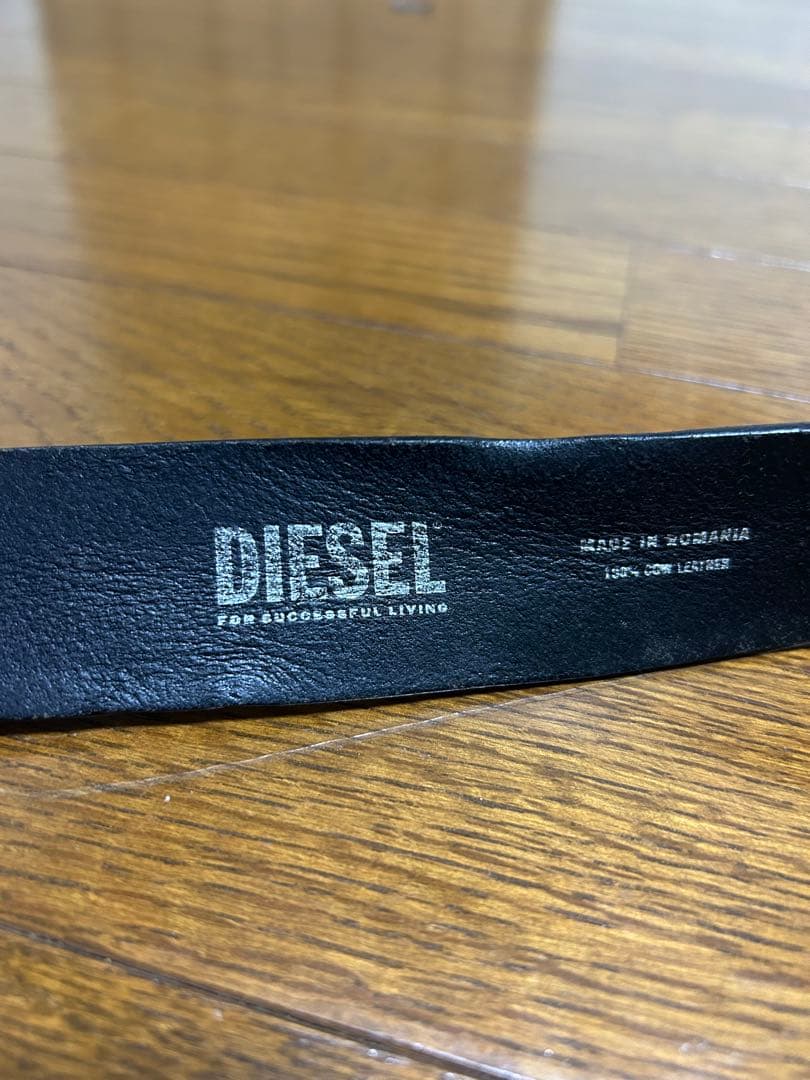 DIESEL
FOR SUCCESSFUL LIVING
MADE IN ROMANIA
100% COW LEATHER